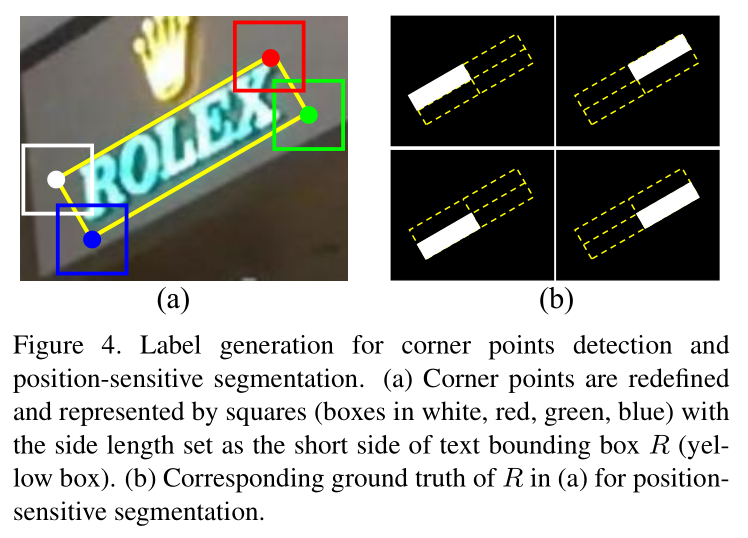 ROLEX
(a)
(b)
Figure 4. Label generation for corner points detection and
position-sensitive segmentation. (a) Corner points are redefined
and represented by squares (boxes in white, red, green, blue) with
the side length set as the short side of text bounding box R (yel-
low box). (b) Corresponding ground truth of R in (a) for position-
sensitive segmentation.